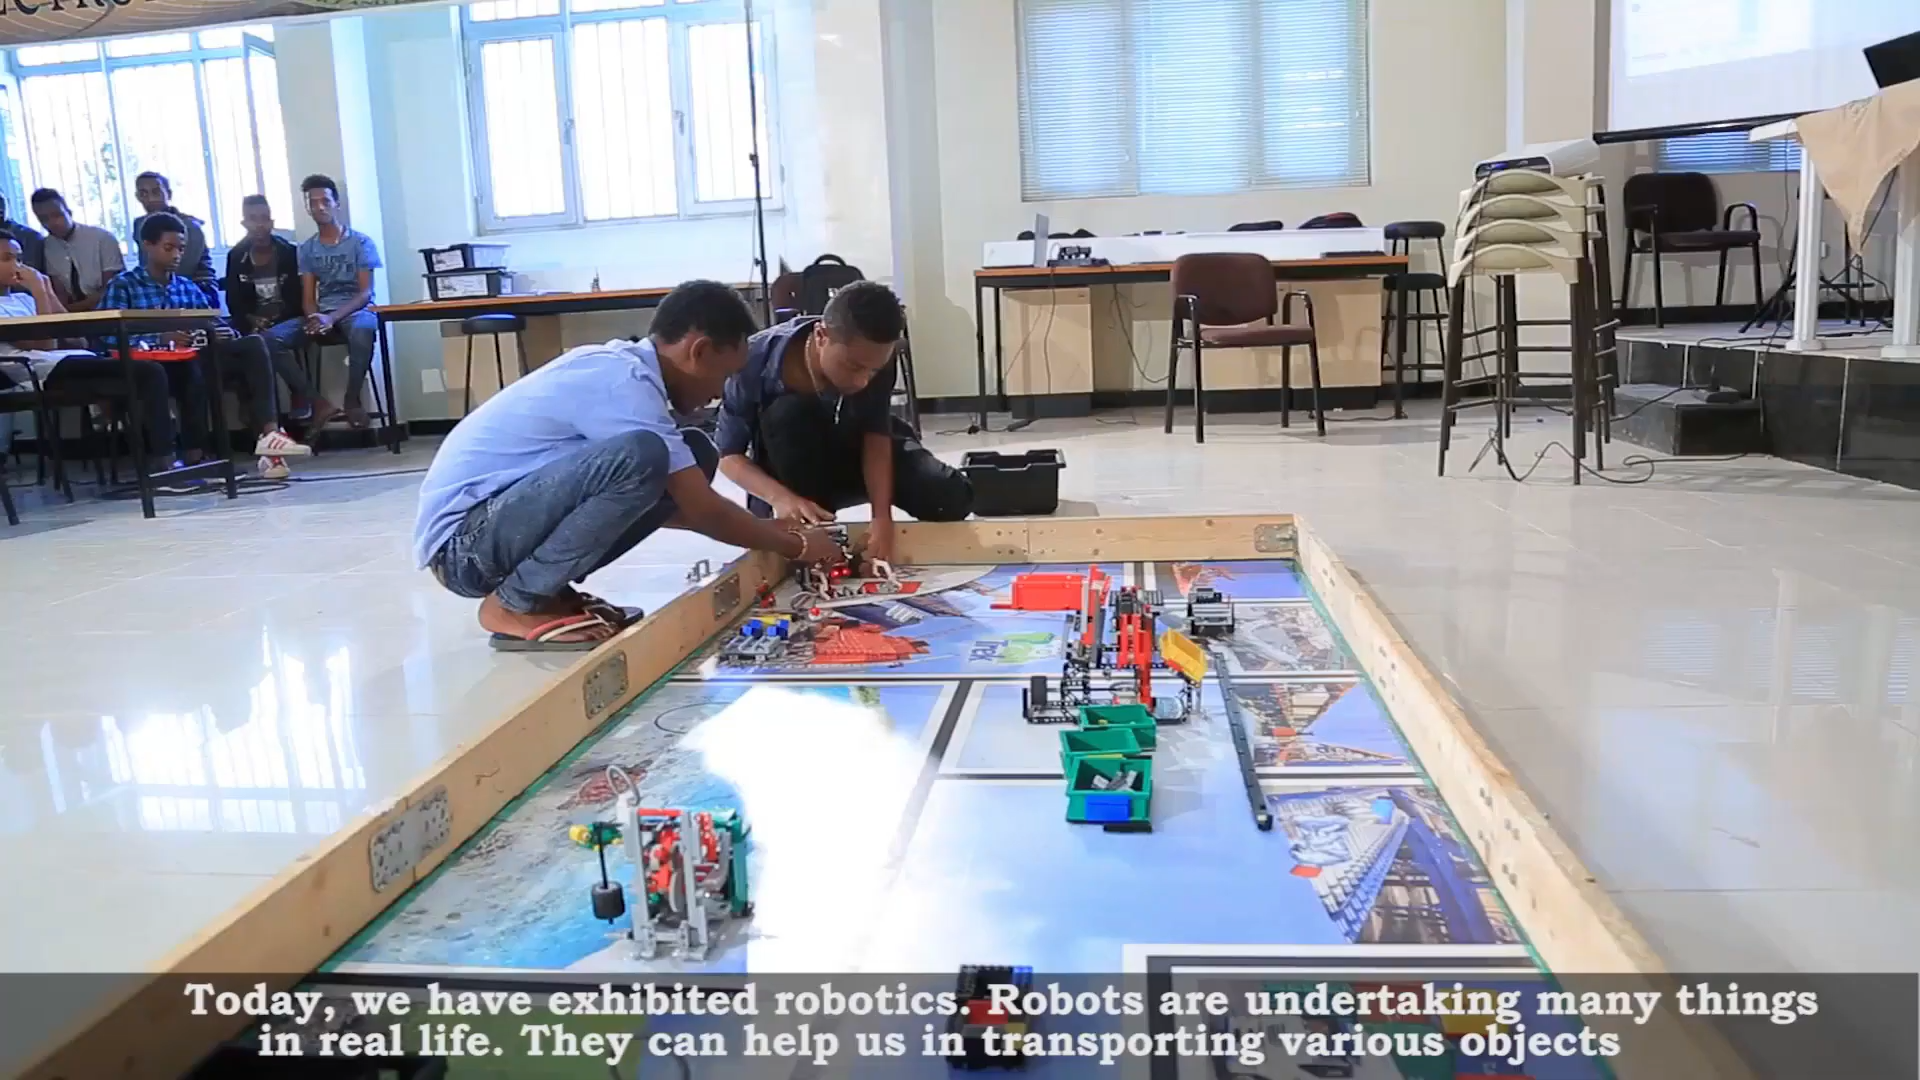 Trek
Today, we have exhibited robotics. Robots are undertaking many things
in real life. They can help us in transporting various objects